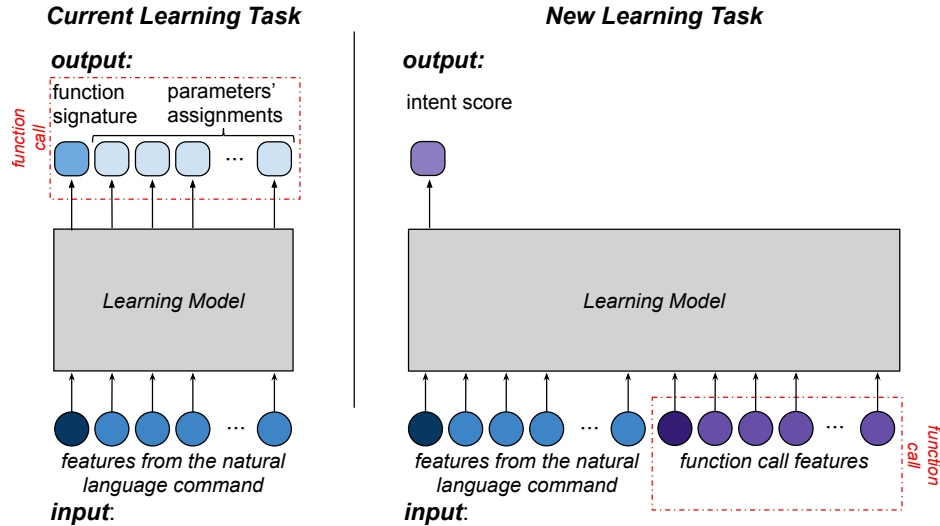 Current Learning Task
output:
function
signature
parameters'
assignments
...
function
call
Learning Model
...
features from the natural
language command
input:
New Learning Task
output:
intent score
Learning Model
...
...
features from the natural
language command
function call features
function
call
input: